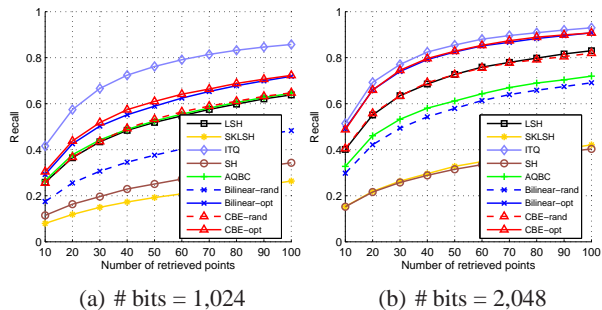 1
0.8
0.6
0.4
0.2
0
Recall
10 20 30 40 50 60 70 80 90 100
Number of retrieved points
LSH
SKLSH
ITQ
SH
AQBC
Bilinear−rand
Bilinear−opt
CBE−rand
CBE−opt
(a) # bits = 1,024
1
0.8
0.6
0.4
0.2
0
Recall
10 20 30 40 50 60 70 80 90 100
Number of retrieved points
LSH
SKLSH
ITQ
SH
AQBC
Bilinear−rand
Bilinear−opt
CBE−rand
CBE−opt
(b) # bits = 2,048